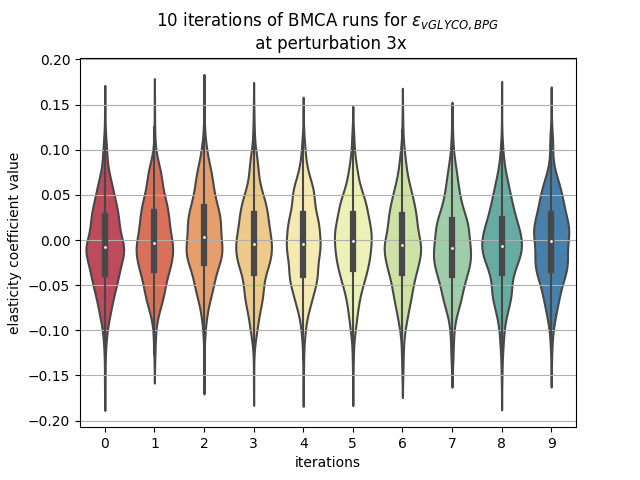 10 iterations of BMCA runs for ε_vGLYCO,BPG
at perturbation 3x
elasticity coefficient value
0.20
0.15
0.10
0.05
0.00
−0.05
−0.10
−0.15
−0.20
0 1 2 3 4 5 6 7 8 9
iterations